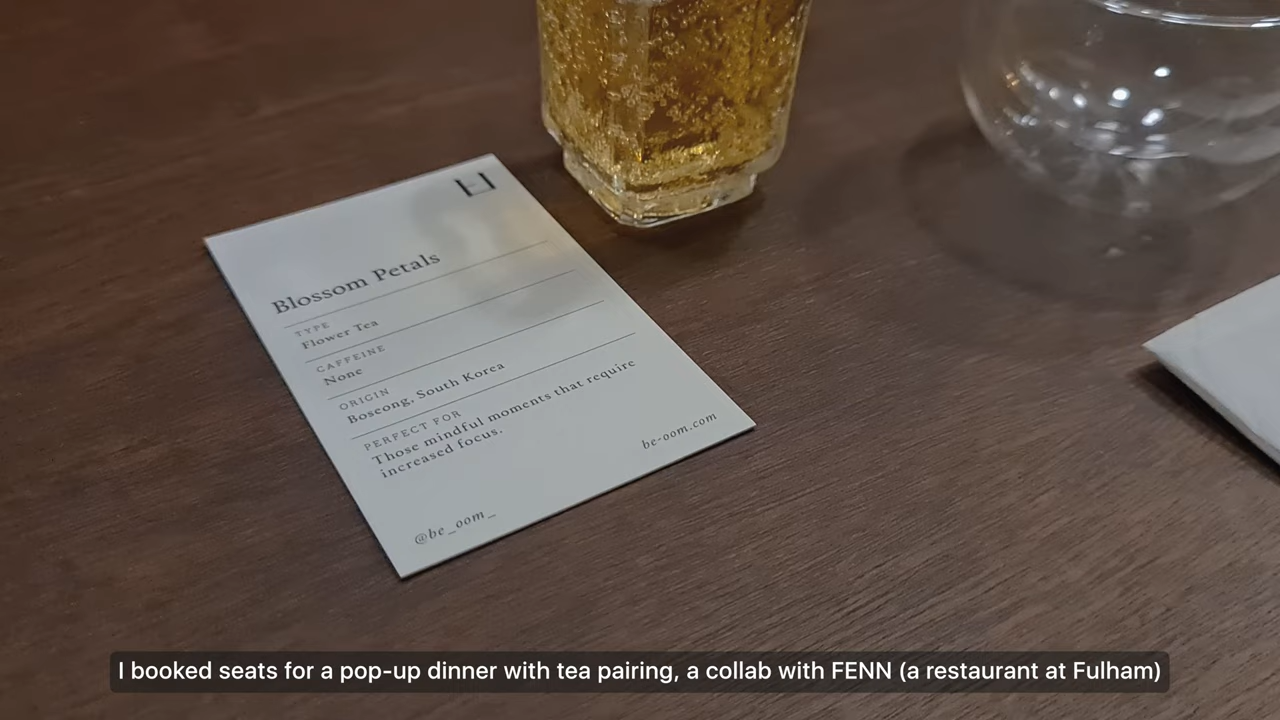 Blossom Petals
TYPE
Flower Tea
CAFFEINE
None
ORIGIN
Boseong, South Korea
PERFECT FOR
Those mindful moments that require
increased focus.
be-oom.com
@be_oom_
I booked seats for a pop-up dinner with tea pairing, a collab with FENN (a restaurant at Fulham)